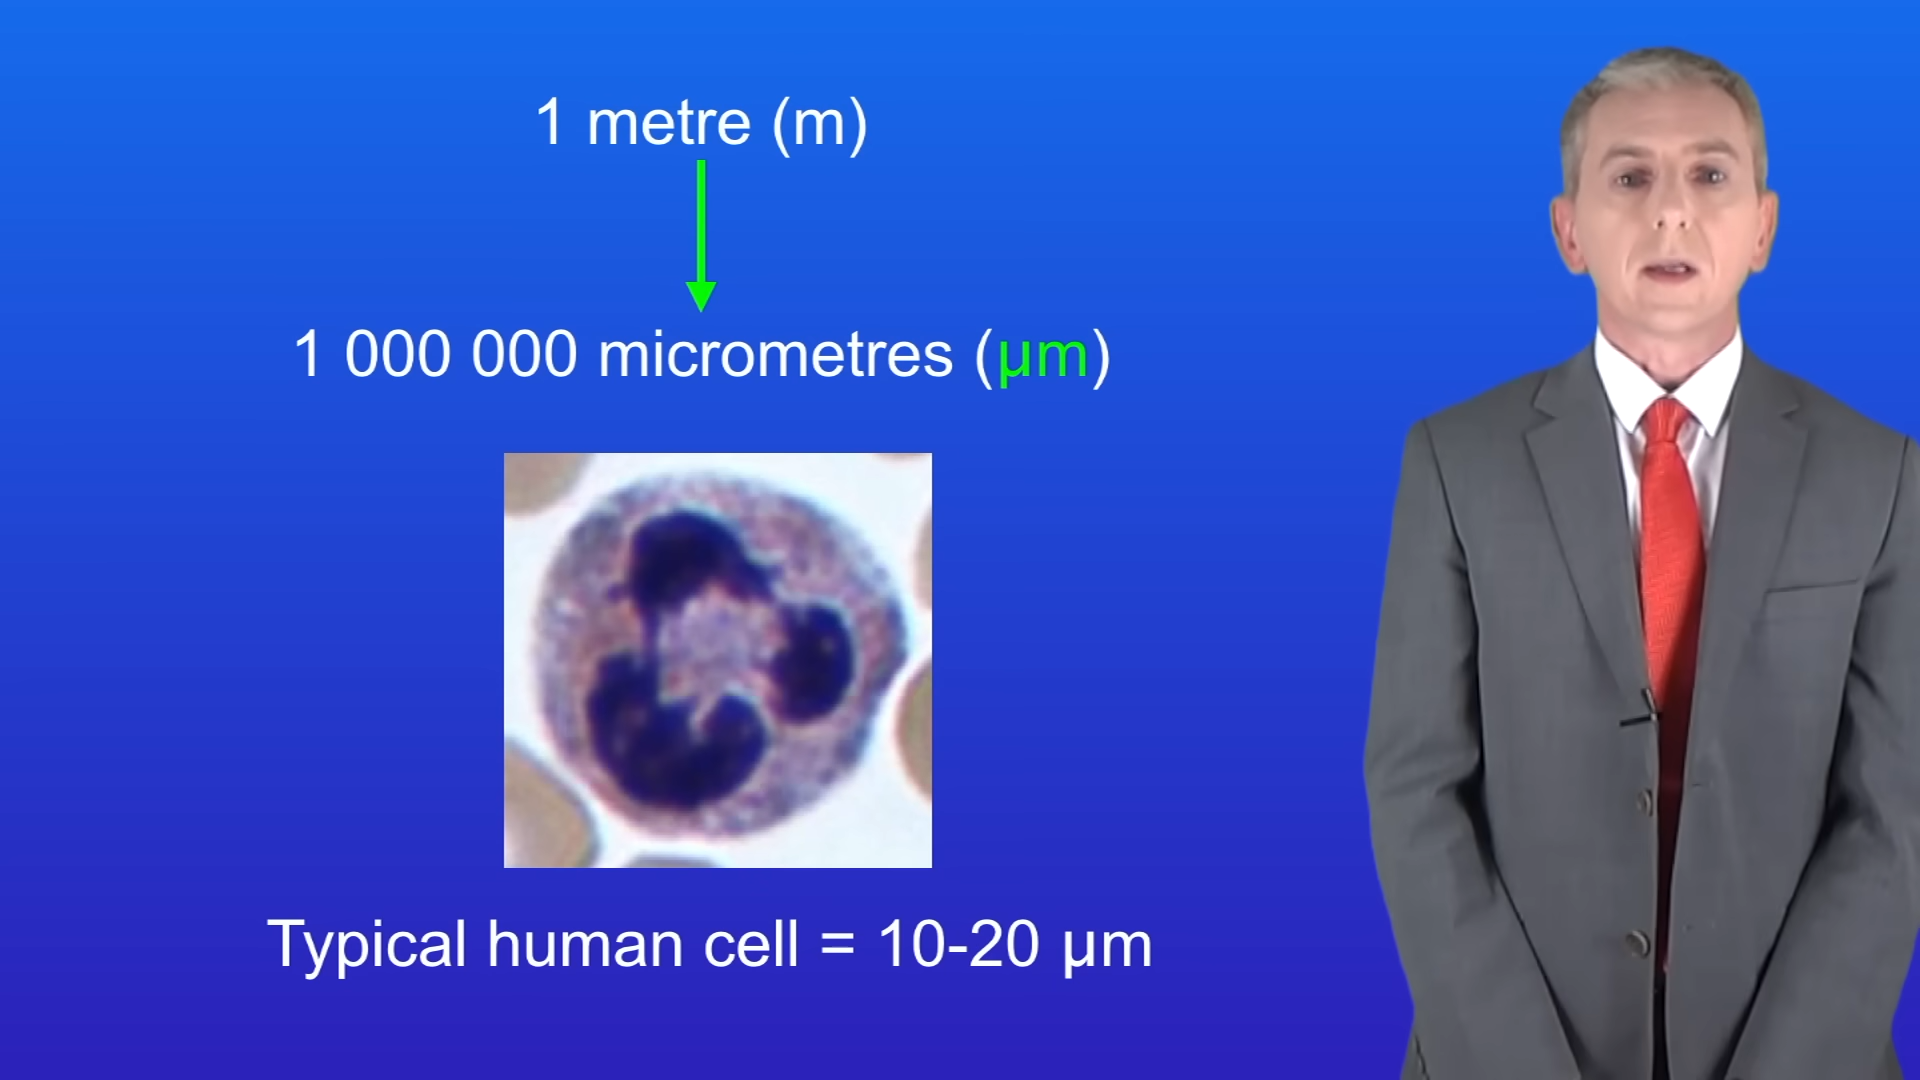 1 metre (m)
1 000 000 micrometres (µm)
Typical human cell = 10-20 µm